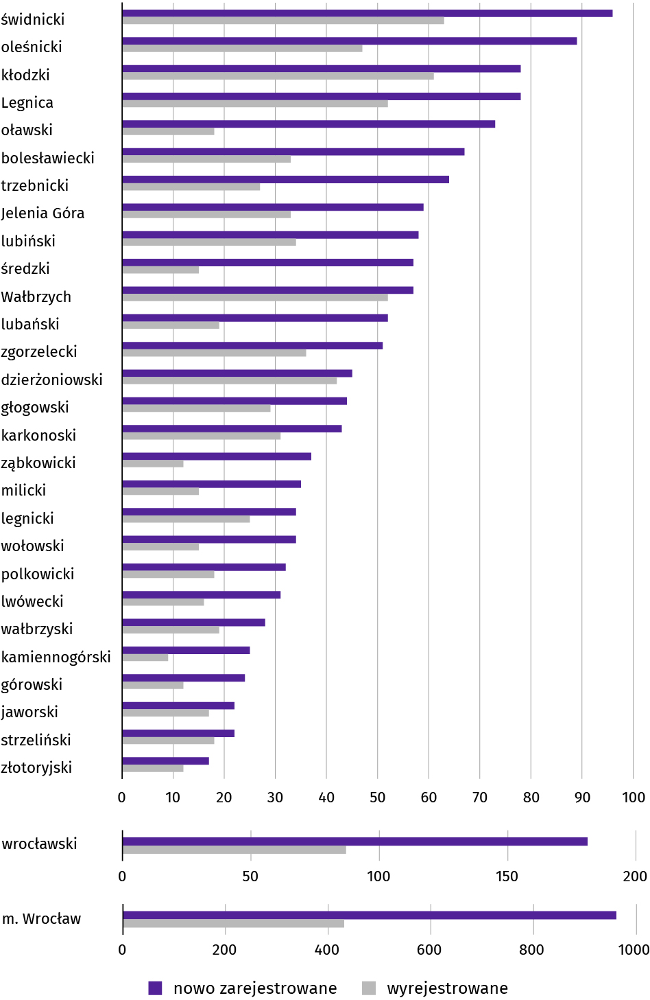 świdnicki
oleśnicki
kłodzki
Legnica
oławski
bolesławiecki
trzebnicki
Jelenia Góra
lubiński
średzki
Wałbrzych
lubański
zgorzelecki
dzierżoniowski
głogowski
karkonoski
ząbkowicki
milicki
legnicki
wołowski
polkowicki
lwówecki
wałbrzyski
kamiennogórski
górowski
jaworski
strzeliński
złotoryjski
0 10 20 30 40 50 60 70 80 90 100
wrocławski
0 50 100 150 200
m. Wrocław
0 200 400 600 800 1000
nowo zarejestrowane wyrejestrowane